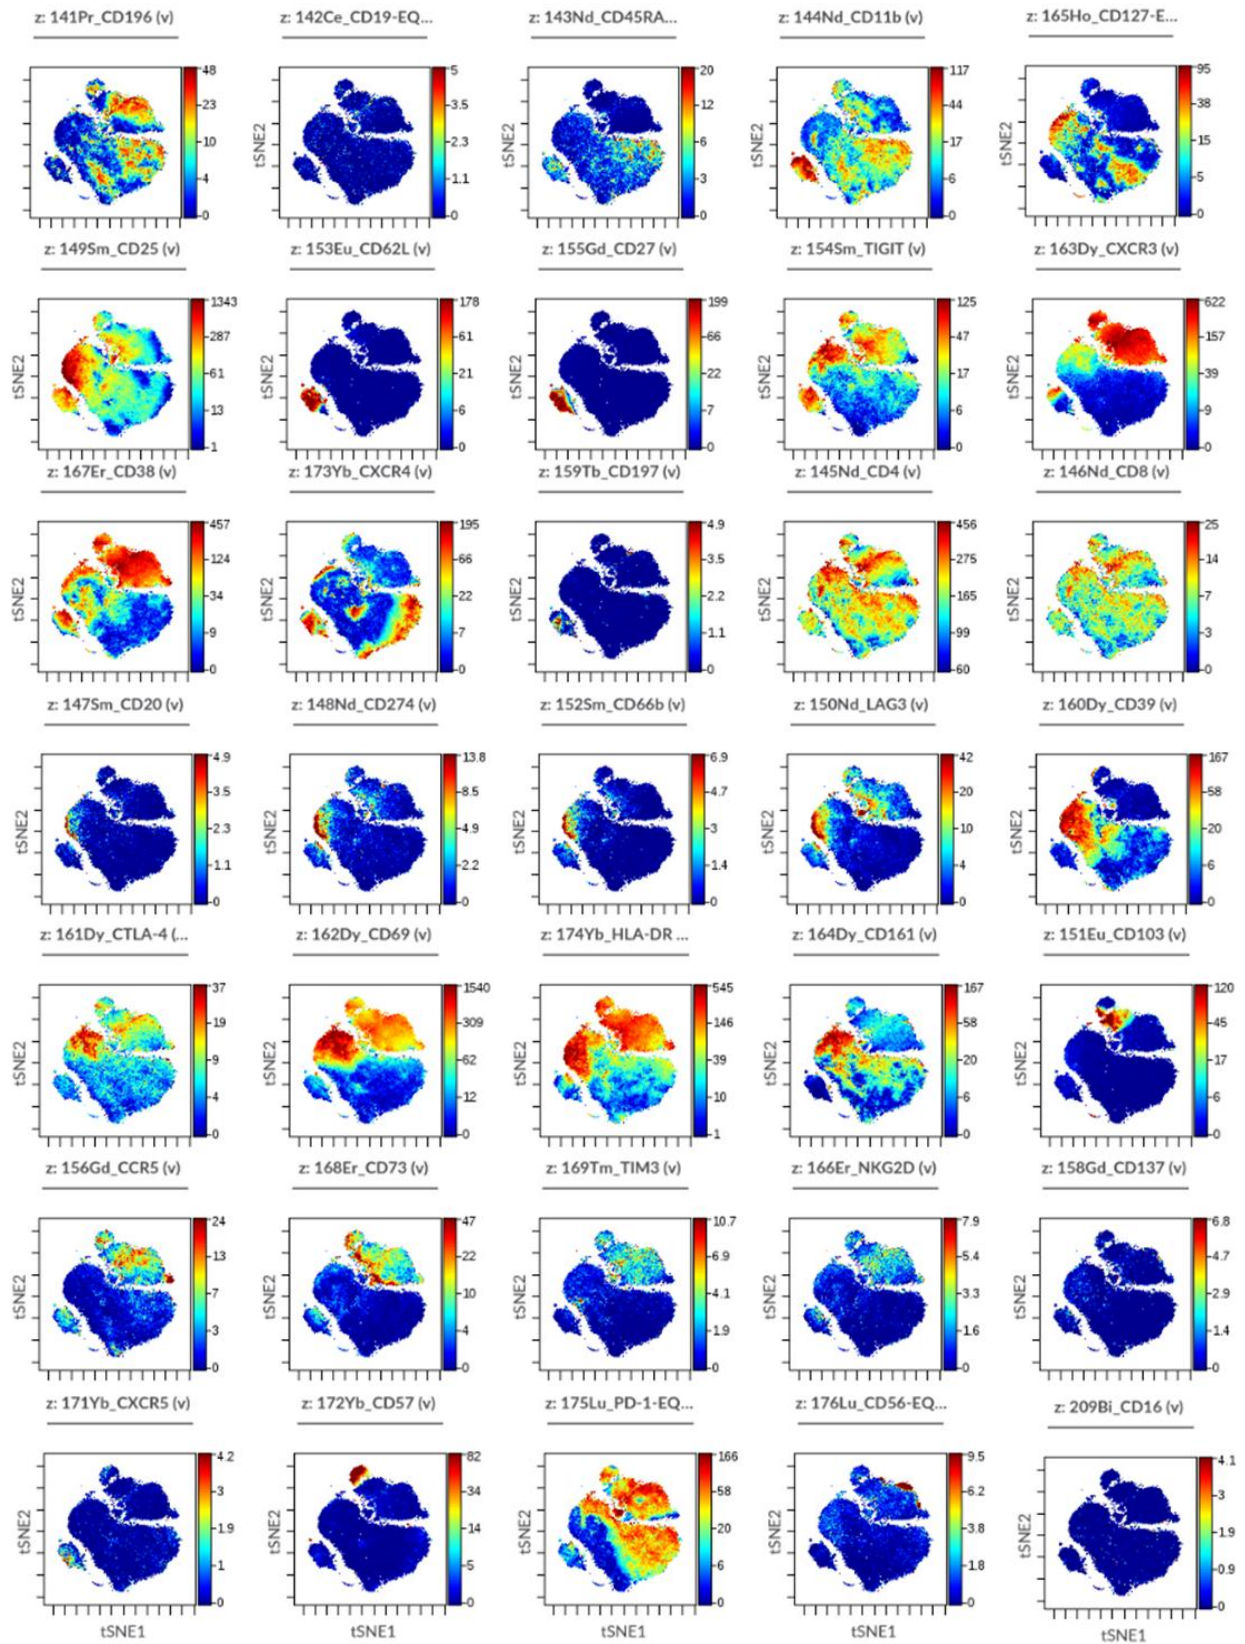 z: 141Pr_CD196 (v) z: 142Ce_CD19-EQ... z: 143Nd_CD45RA... z: 144Nd_CD11b (v) z: 165Ho_CD127-E...
48 5 20 117 95
23 3.5 12 44 38
10 2.3 6 17 15
4 1.1 3 6 5
0 0 0 0 0
tSNE2 tSNE2 tSNE2 tSNE2 tSNE2
z: 149Sm_CD25 (v) z: 153Eu_CD62L (v) z: 155Gd_CD27 (v) z: 154Sm_TIGIT (v) z: 163Dy_CXCR3 (v)
1343 178 199 125 622
287 61 66 47 157
61 21 22 17 39
13 6 7 6 9
1 0 0 0 0
tSNE2 tSNE2 tSNE2 tSNE2 tSNE2
z: 167Er_CD38 (v) z: 173Yb_CXCR4 (v) z: 159Tb_CD197 (v) z: 145Nd_CD4 (v) z: 146Nd_CD8 (v)
457 195 4.9 456 25
124 66 3.5 275 14
34 22 2.2 165 7
9 7 1.1 99 3
0 0 0 60 0
tSNE2 tSNE2 tSNE2 tSNE2 tSNE2
z: 147Sm_CD20 (v) z: 148Nd_CD274 (v) z: 152Sm_CD66b (v) z: 150Nd_LAG3 (v) z: 160Dy_CD39 (v)
4.9 13.8 6.9 42 167
3.5 8.5 4.7 20 58
2.3 4.9 3 10 20
1.1 2.2 1.4 4 6
0 0 0 0 0
tSNE2 tSNE2 tSNE2 tSNE2 tSNE2
z: 161Dy_CTLA-4 (... z: 162Dy_CD69 (v) z: 174Yb_HLA-DR ... z: 164Dy_CD161 (v) z: 151Eu_CD103 (v)
37 1540 545 167 120
19 309 146 58 45
9 62 39 20 17
4 12 10 6 6
0 0 1 0 0
tSNE2 tSNE2 tSNE2 tSNE2 tSNE2
z: 156Gd_CCR5 (v) z: 168Er_CD73 (v) z: 169Tm_TIM3 (v) z: 166Er_NKG2D (v) z: 158Gd_CD137 (v)
24 47 10.7 7.9 6.8
13 22 6.9 5.4 4.7
7 10 4.1 3.3 2.9
3 4 1.9 1.6 1.4
0 0 0 0 0
tSNE2 tSNE2 tSNE2 tSNE2 tSNE2
z: 171Yb_CXCR5 (v) z: 172Yb_CD57 (v) z: 175Lu_PD-1-EQ... z: 176Lu_CD56-EQ... z: 209Bi_CD16 (v)
4.2 82 166 9.5 4.1
3 34 58 6.2 3
1.9 14 20 3.8 1.9
1 5 6 1.8 0.9
0 0 0 0 0
tSNE2 tSNE2 tSNE2 tSNE2 tSNE2
tSNE1 tSNE1 tSNE1 tSNE1 tSNE1